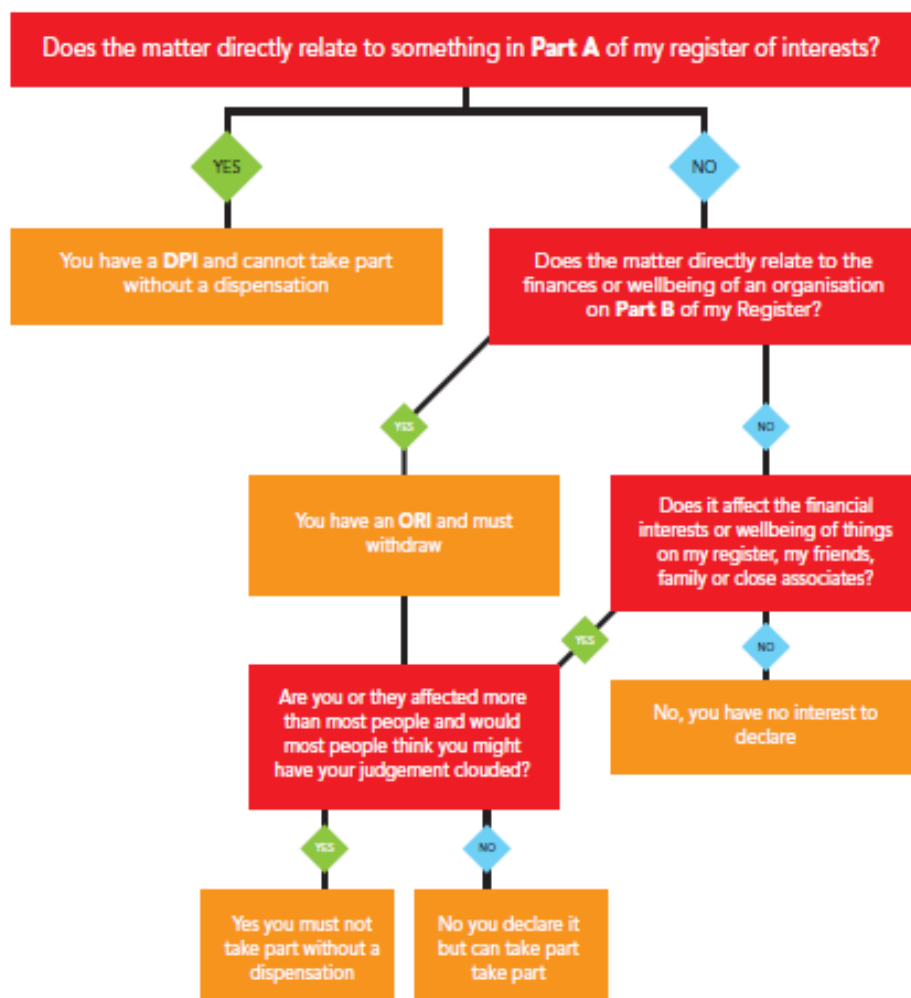 Does the matter directly relate to something in Part A of my register of interests?
YES
NO
You have a DPI and cannot take part
without a dispensation
Does the matter directly relate to the
finances or wellbeing of an organisation
on Part B of my Register?
YES
NO
You have an ORI and must
withdraw
Does it affect the financial
interests or wellbeing of things
on my register, my friends,
family or close associates?
YES
NO
Are you or they affected more
than most people and would
most people think you might
have your judgement clouded?
No, you have no interest to
declare
YES
NO
Yes you must not
take part without a
dispensation
No you declare it
but can take part
take part